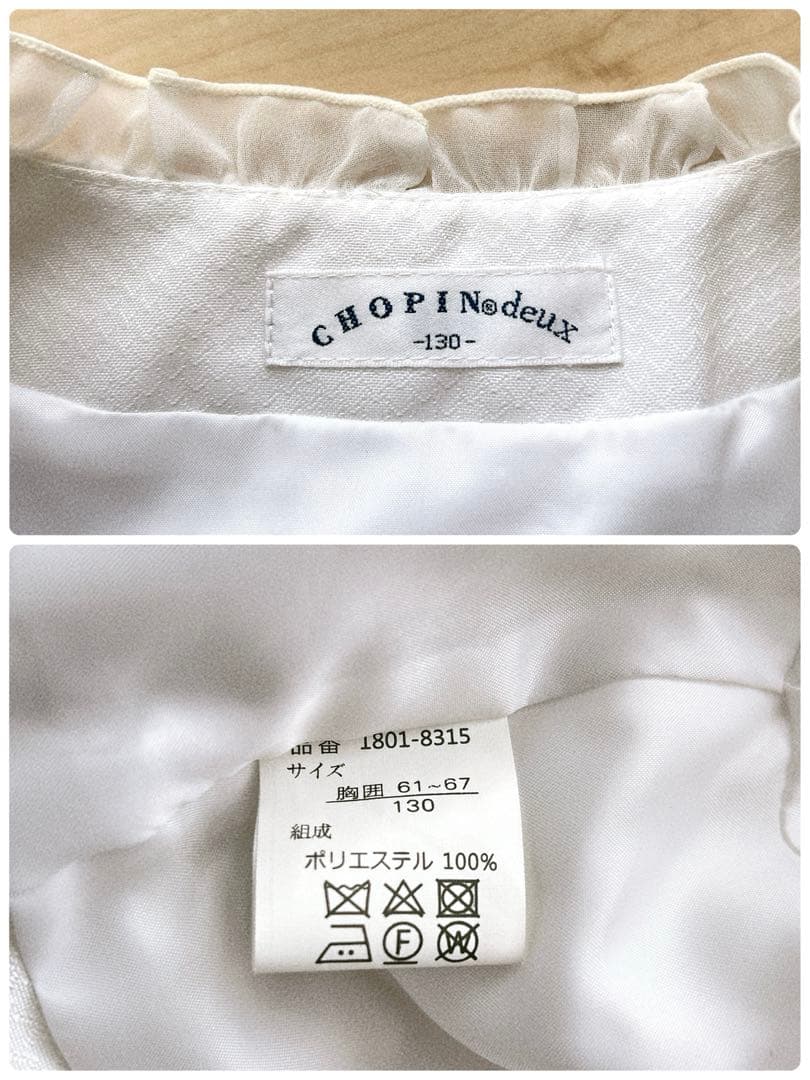 CHOPIN®deux
-130-
品番 1801-8315
サイズ
胸囲 61~67
130
組成
ポリエステル 100%
F
W